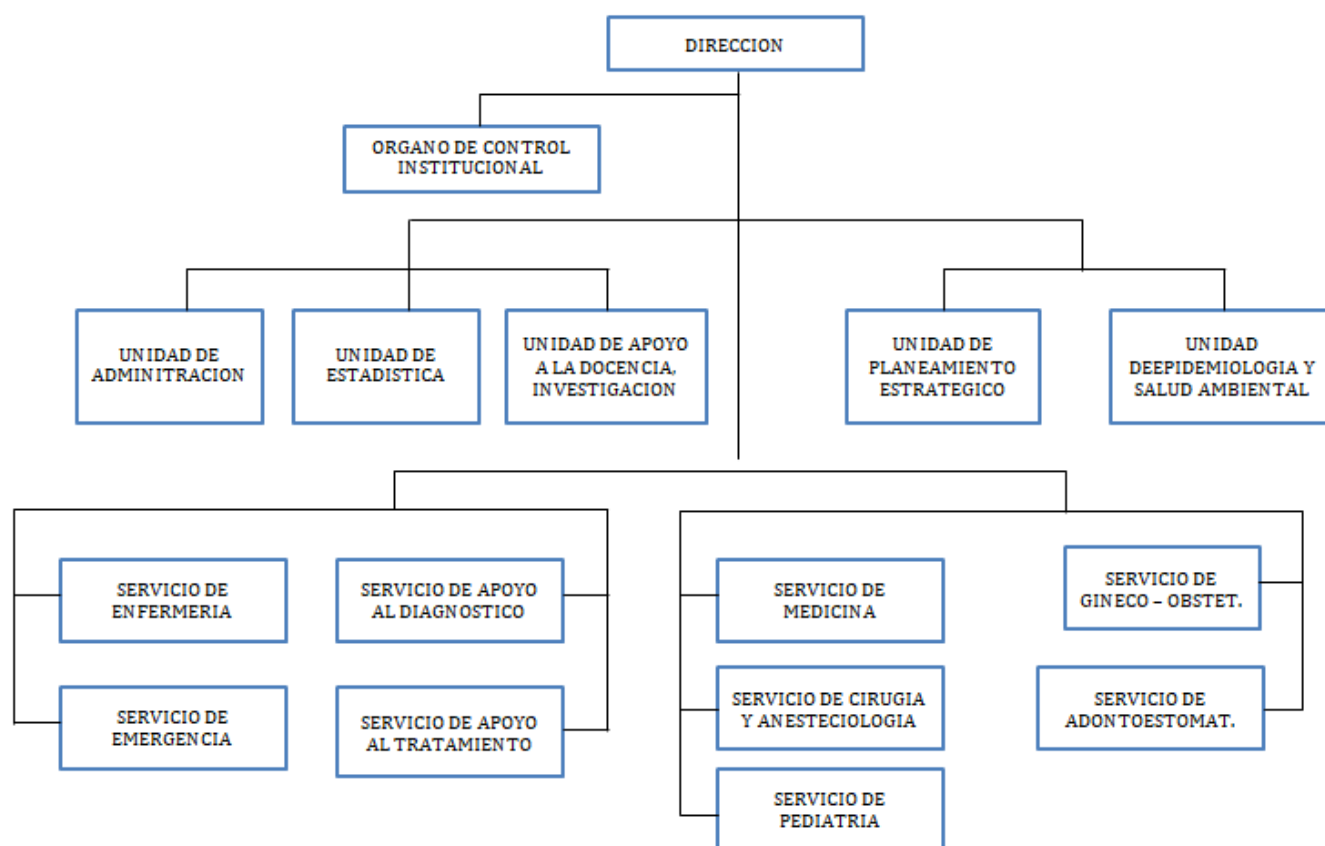 DIRECCION
ORGANO DE CONTROL
INSTITUCIONAL
UNIDAD DE
ADMINITRACION
UNIDAD DE
ESTADISTICA
UNIDAD DE APOYO
A LA DOCENCIA,
INVESTIGACION
UNIDAD DE
PLANEAMIENTO
ESTRATEGICO
UNIDAD
DEEPIDEMIOLOGIA Y
SALUD AMBIENTAL
SERVICIO DE
ENFERMERIA
SERVICIO DE APOYO
AL DIAGNOSTICO
SERVICIO DE
MEDICINA
SERVICIO DE
GINECO – OBSTET.
SERVICIO DE
EMERGENCIA
SERVICIO DE APOYO
AL TRATAMIENTO
SERVICIO DE CIRUGIA
Y ANESTECIOLOGIA
SERVICIO DE
ADONTOESTOMAT.
SERVICIO DE
PEDIATRIA